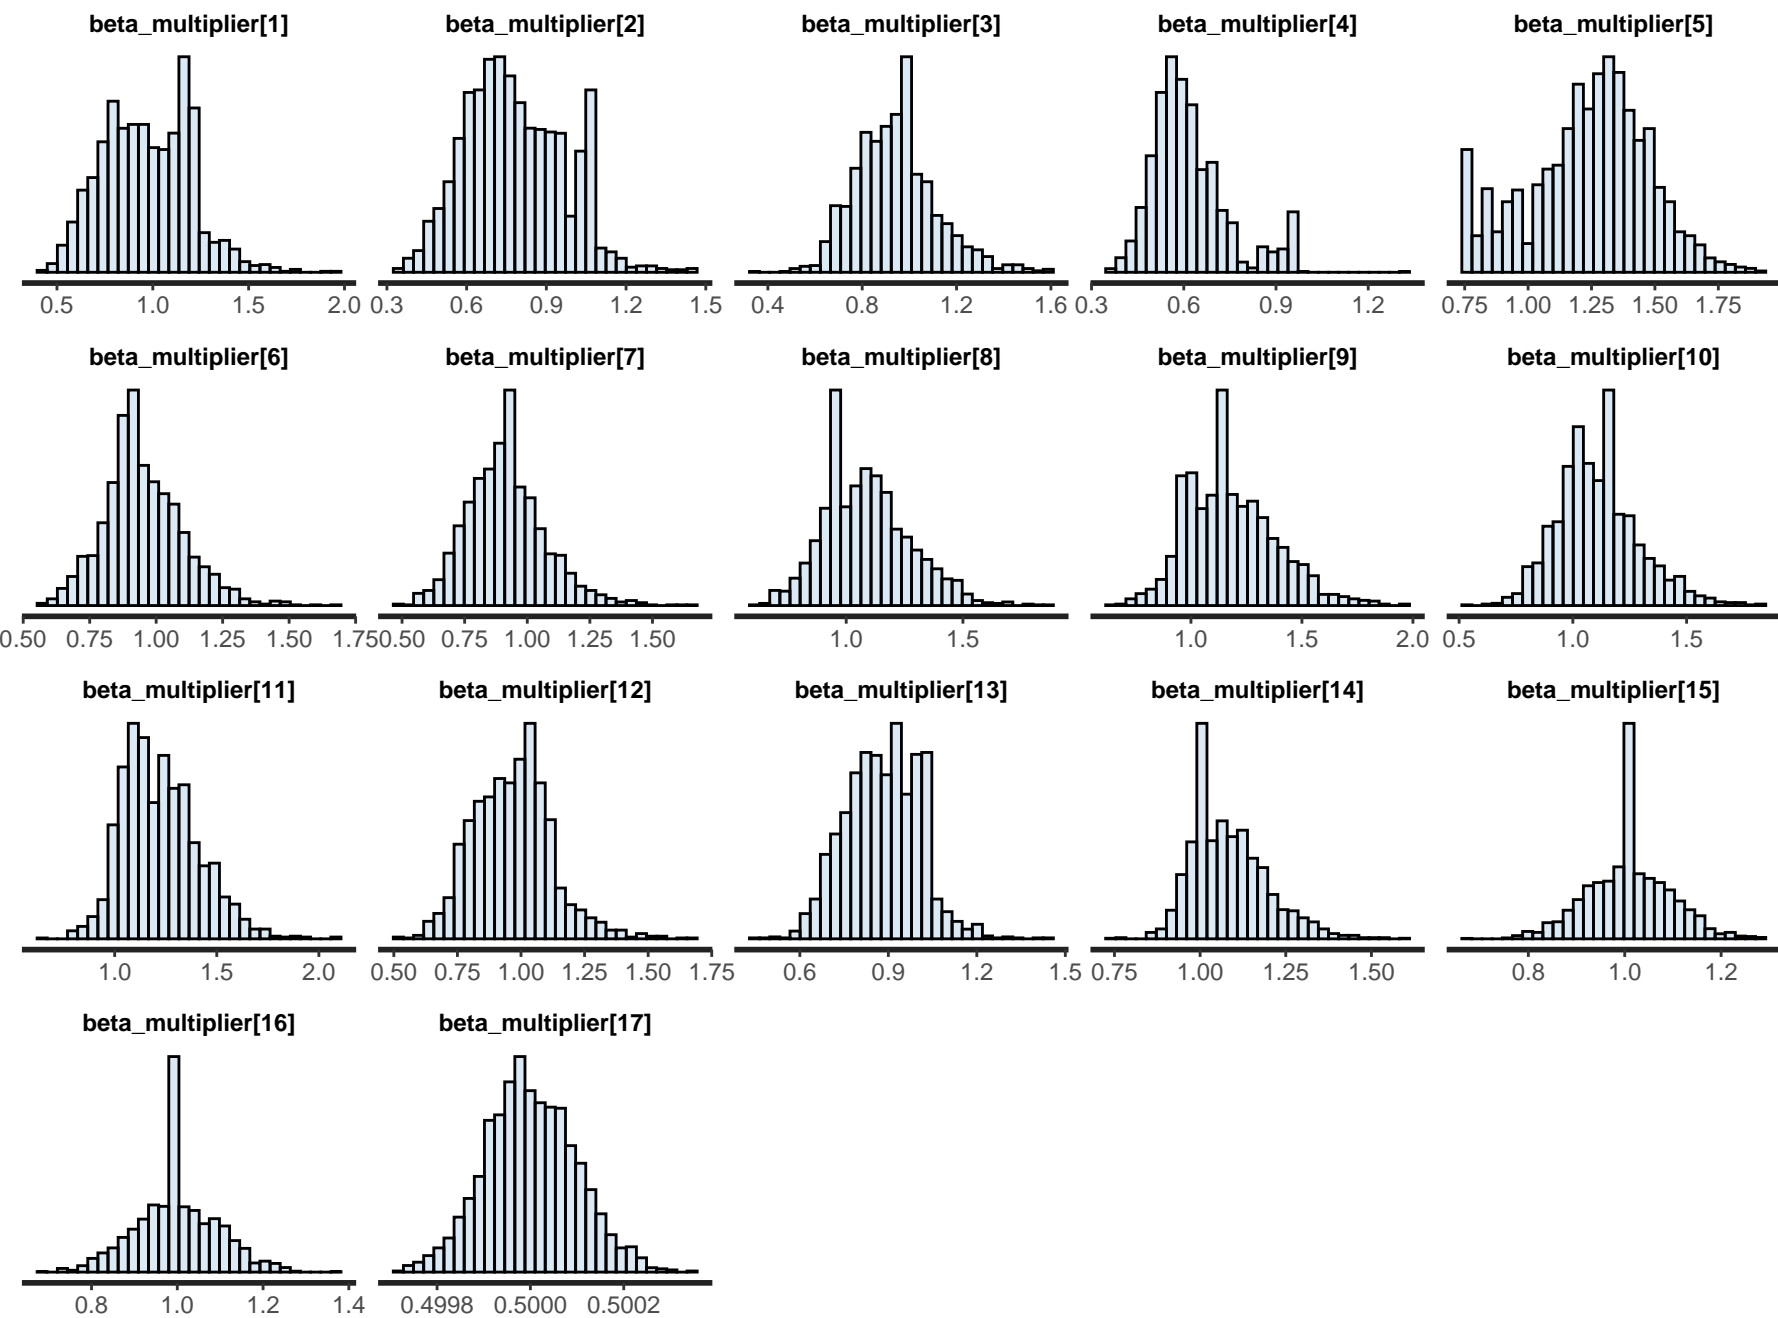 beta_multiplier[1] beta_multiplier[2] beta_multiplier[3] beta_multiplier[4] beta_multiplier[5]
0.5 1.0 1.5 2.0 0.3 0.6 0.9 1.2 1.5 0.4 0.8 1.2 1.6 0.3 0.6 0.9 1.2 0.75 1.00 1.25 1.50 1.75
beta_multiplier[6] beta_multiplier[7] beta_multiplier[8] beta_multiplier[9] beta_multiplier[10]
0.50 0.75 1.00 1.25 1.50 1.75 0.50 0.75 1.00 1.25 1.50 1.0 1.5 1.0 1.5 2.0 0.5 1.0 1.5
beta_multiplier[11] beta_multiplier[12] beta_multiplier[13] beta_multiplier[14] beta_multiplier[15]
1.0 1.5 2.0 0.50 0.75 1.00 1.25 1.50 1.75 0.6 0.9 1.2 1.5 0.75 1.00 1.25 1.50 0.8 1.0 1.2
beta_multiplier[16] beta_multiplier[17]
0.8 1.0 1.2 1.4 0.4998 0.5000 0.5002